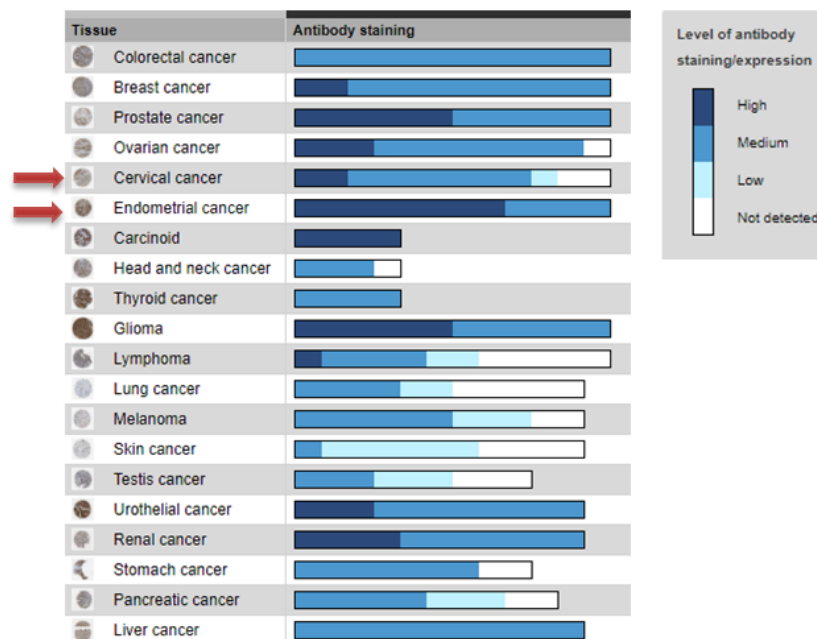 Tissue Antibody staining
Colorectal cancer
Breast cancer
Prostate cancer
Ovarian cancer
Cervical cancer
Endometrial cancer
Carcinoid
Head and neck cancer
Thyroid cancer
Glioma
Lymphoma
Lung cancer
Melanoma
Skin cancer
Testis cancer
Urothelial cancer
Renal cancer
Stomach cancer
Pancreatic cancer
Liver cancer
Level of antibody
staining/expression
High
Medium
Low
Not detected